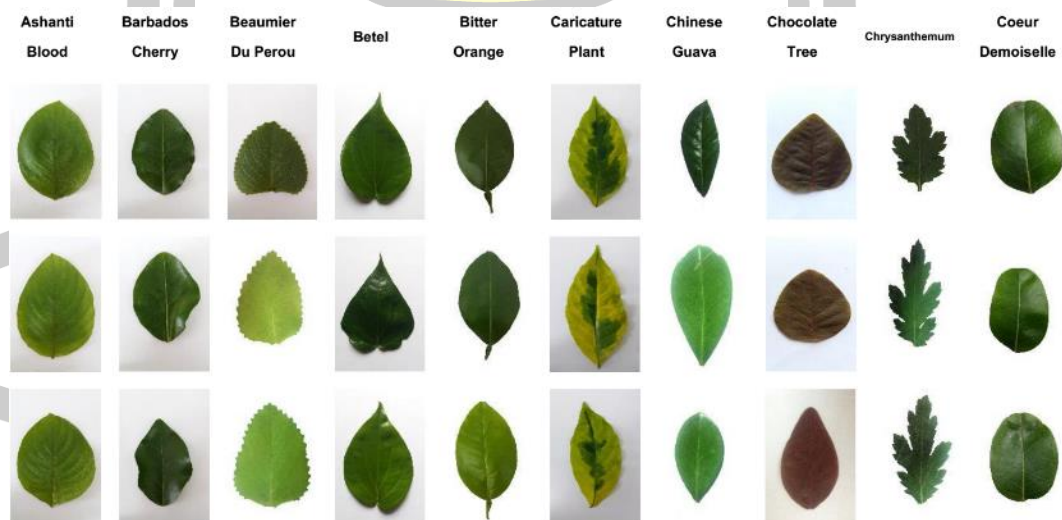 Ashanti
Blood
Barbados
Cherry
Beaumier
Du Perou
Betel
Bitter
Orange
Caricature
Plant
Chinese
Guava
Chocolate
Tree
Chrysanthemum
Coeur
Demoiselle